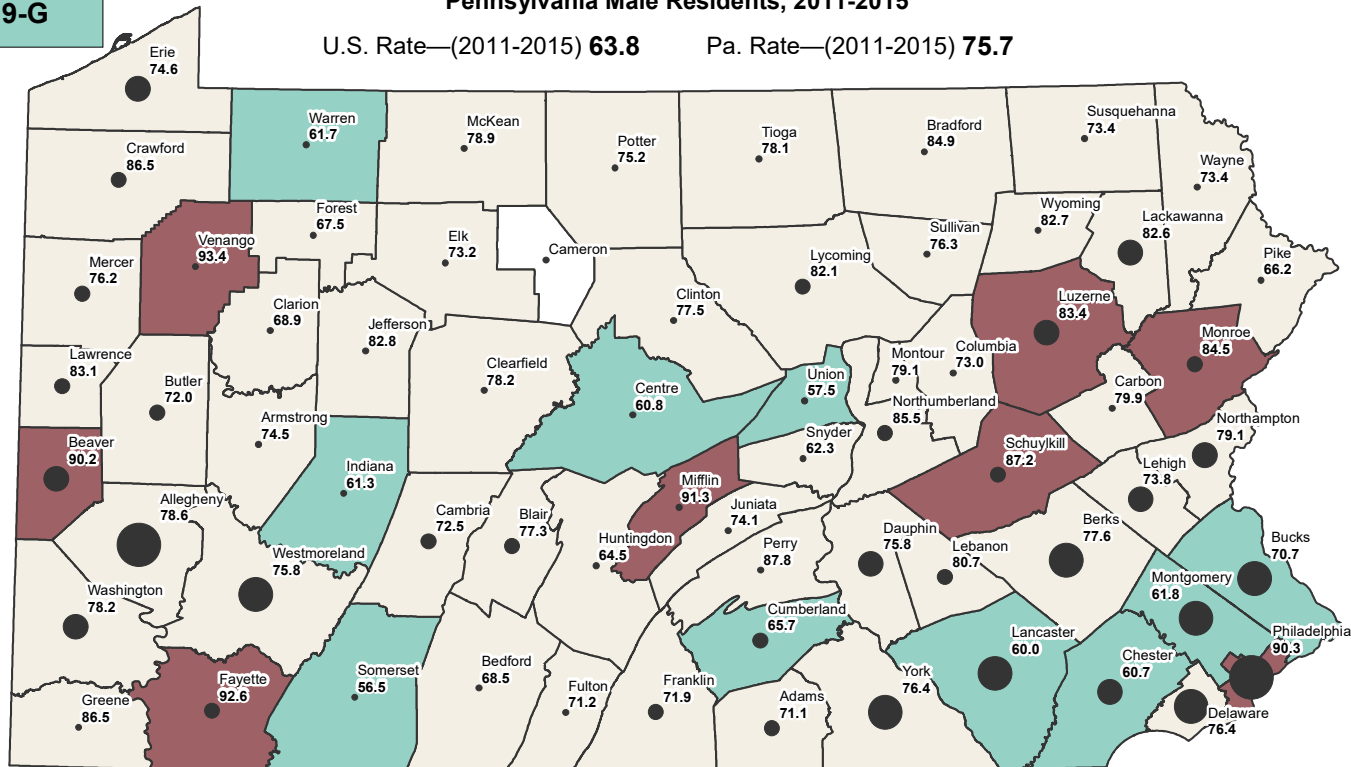 9-G
Pennsylvania Male Residents, 2011-2015
U.S. Rate—(2011-2015) 63.8 Pa. Rate—(2011-2015) 75.7
Erie
74.6
Warren
61.7
McKean
78.9
Potter
75.2
Tioga
78.1
Bradford
84.9
Susquehanna
73.4
Wayne
73.4
Crawford
86.5
Forest
67.5
Venango
93.4
Elk
73.2
Cameron
Sullivan
76.3
Wyoming
82.7
Lackawanna
82.6
Pike
66.2
Mercer
76.2
Lycoming
82.1
Clinton
77.5
Clarion
68.9
Jefferson
82.8
Luzerne
83.4
Monroe
84.5
Lawrence
83.1
Butler
72.0
Clearfield
78.2
Centre
60.8
Union
57.5
Montour
79.1
Columbia
73.0
Carbon
79.9
Northumberland
85.5
Northampton
79.1
Armstrong
74.5
Beaver
90.2
Snyder
62.3
Schuylkill
87.2
Indiana
61.3
Lehigh
73.8
Mifflin
91.3
Allegheny
78.6
Juniata
74.1
Cambria
72.5
Blair
77.3
Huntingdon
64.5
Perry
87.8
Dauphin
75.8
Lebanon
80.7
Berks
77.6
Bucks
70.7
Westmoreland
75.8
Montgomery
61.8
Washington
78.2
Cumberland
65.7
Lancaster
60.0
Philadelphia
90.3
Chester
60.7
Somerset
56.5
Bedford
68.5
Fayette
92.6
Fulton
71.2
Franklin
71.9
York
76.4
Adams
71.1
Greene
86.5
Delaware
76.4